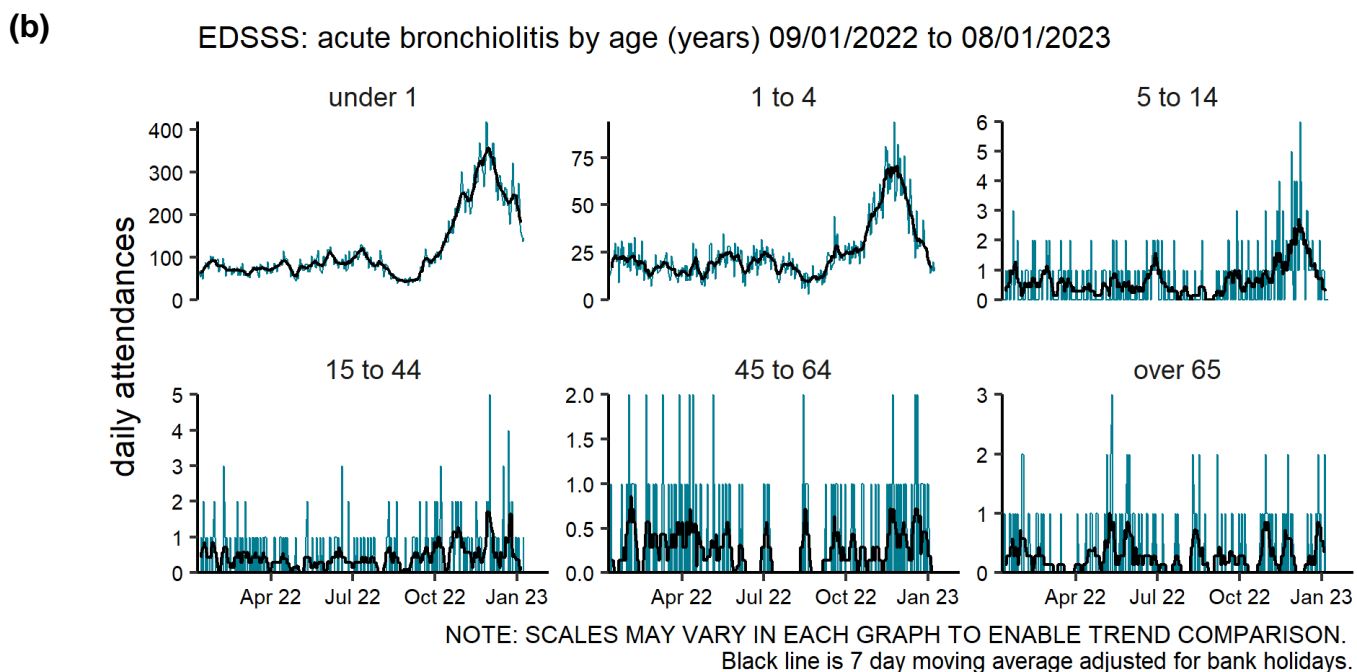 (b)
EDSSS: acute bronchiolitis by age (years) 09/01/2022 to 08/01/2023
daily attendances
under 1
400
300
200
100
0
1 to 4
75
50
25
0
5 to 14
6
5
4
3
2
1
0
15 to 44
5
4
3
2
1
0
Apr 22 Jul 22 Oct 22 Jan 23
45 to 64
2.0
1.5
1.0
0.5
0.0
Apr 22 Jul 22 Oct 22 Jan 23
over 65
3
2
1
0
Apr 22 Jul 22 Oct 22 Jan 23
NOTE: SCALES MAY VARY IN EACH GRAPH TO ENABLE TREND COMPARISON.
Black line is 7 day moving average adjusted for bank holidays.